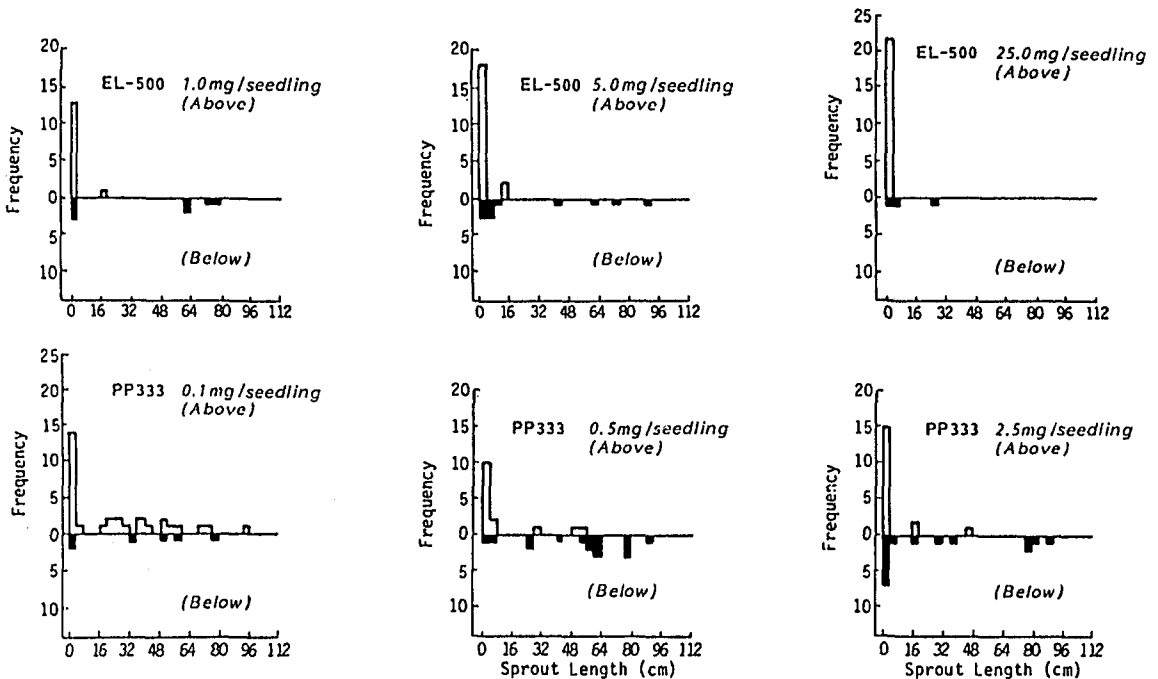 20
15
10
5
0
5
10
Frequency
EL-500 1.0mg/seedling
(Above)
(Below)
0 16 32 48 64 80 96 112
20
15
10
5
0
5
10
Frequency
EL-500 5.0mg/seedling
(Above)
(Below)
0 16 32 48 64 80 96 112
25
20
15
10
5
0
5
10
Frequency
EL-500 25.0mg/seedling
(Above)
(Below)
0 16 32 48 64 80 96 112
25
20
15
10
5
0
5
10
Frequency
PP333 0.1mg/seedling
(Above)
(Below)
0 16 32 48 64 80 96 112
20
15
10
5
0
5
10
Frequency
PP333 0.5mg/seedling
(Above)
(Below)
0 16 32 48 64 80 96 112
Sprout Length (cm)
20
15
10
5
0
5
10
Frequency
PP333 2.5mg/seedling
(Above)
(Below)
0 16 32 48 64 80 96 112
Sprout Length (cm)